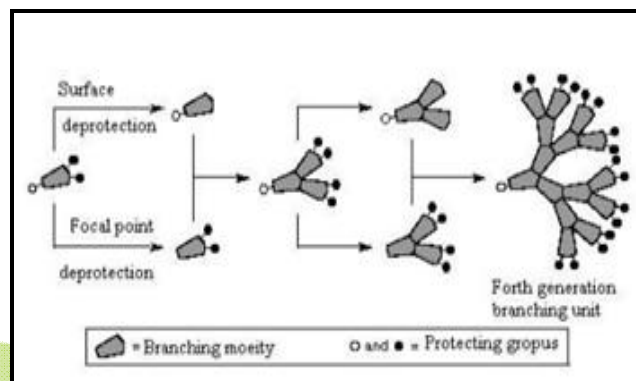 Surface
deprotection
Focal point
deprotection
Forth generation
branching unit
= Branching moeity
and = Protecting gropus